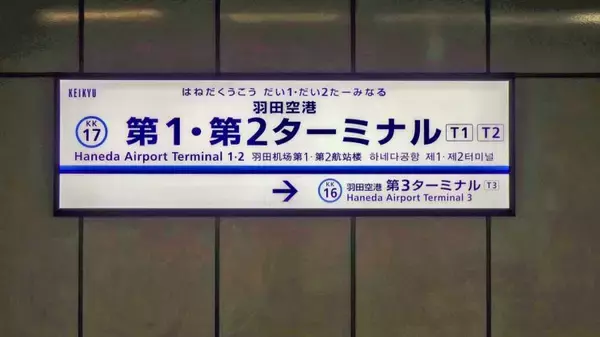 KEIKYU
はねだくうこう だい1・だい2たーみなる
羽田空港
KK
17
第1・第2ターミナル T1 T2
Haneda Airport Terminal 1·2 羽田机场第1·第2航站楼 하네다공항 제1·제2터미널
→ KK 16 羽田空港 第3ターミナル T3
Haneda Airport Terminal 3